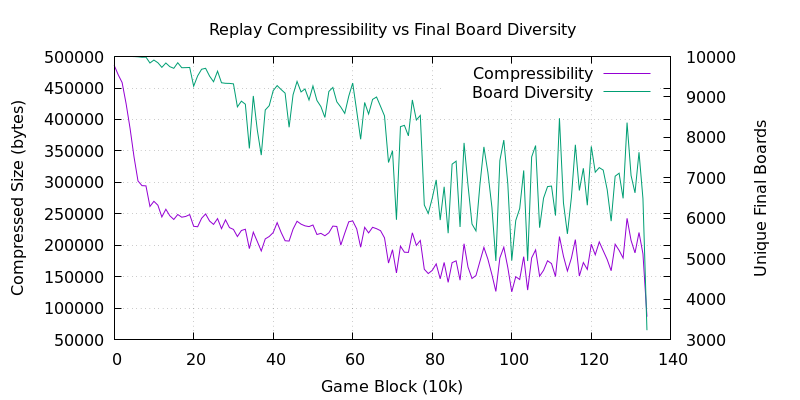 Replay Compressibility vs Final Board Diversity
Compressibility
Board Diversity
Compressed Size (bytes)
500000
450000
400000
350000
300000
250000
200000
150000
100000
50000
10000
9000
8000
7000
6000
5000
4000
3000
Unique Final Boards
0 20 40 60 80 100 120 140
Game Block (10k)